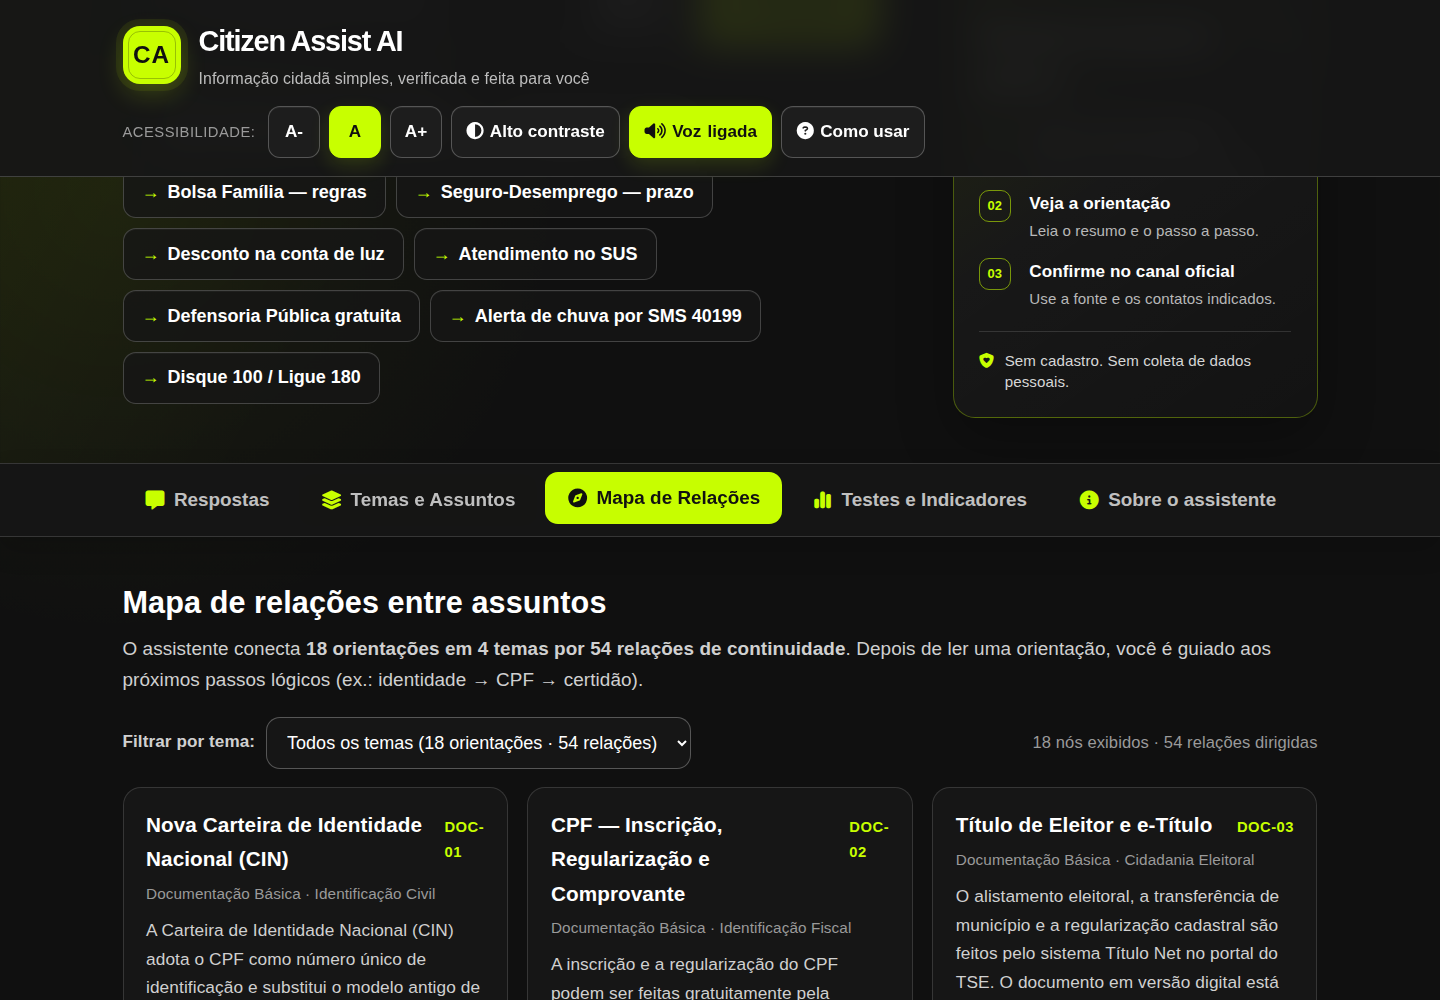 CA
Citizen Assist AI
Informação cidadã simples, verificada e feita para você
ACESSIBILIDADE:
A-
A
A+
Alto contraste
Voz ligada
Como usar
→ Bolsa Família — regras
→ Seguro-Desemprego — prazo
→ Desconto na conta de luz
→ Atendimento no SUS
→ Defensoria Pública gratuita
→ Alerta de chuva por SMS 40199
→ Disque 100 / Ligue 180
02
Veja a orientação
Leia o resumo e o passo a passo.
03
Confirme no canal oficial
Use a fonte e os contatos indicados.
Sem cadastro. Sem coleta de dados
pessoais.
Respostas
Temas e Assuntos
Mapa de Relações
Testes e Indicadores
Sobre o assistente
Mapa de relações entre assuntos
O assistente conecta 18 orientações em 4 temas por 54 relações de continuidade. Depois de ler uma orientação, você é guiado aos
próximos passos lógicos (ex.: identidade → CPF → certidão).
Filtrar por tema:
Todos os temas (18 orientações · 54 relações)
18 nós exibidos · 54 relações dirigidas
Nova Carteira de Identidade
Nacional (CIN)
DOC-
01
Documentação Básica · Identificação Civil
A Carteira de Identidade Nacional (CIN)
adota o CPF como número único de
identificação e substitui o modelo antigo de
CPF — Inscrição,
Regularização e
Comprovante
DOC-
02
Documentação Básica · Identificação Fiscal
A inscrição e a regularização do CPF
podem ser feitas gratuitamente pela
Título de Eleitor e e-Título
DOC-03
Documentação Básica · Cidadania Eleitoral
O alistamento eleitoral, a transferência de
município e a regularização cadastral são
feitos pelo sistema Título Net no portal do
TSE. O documento em versão digital está